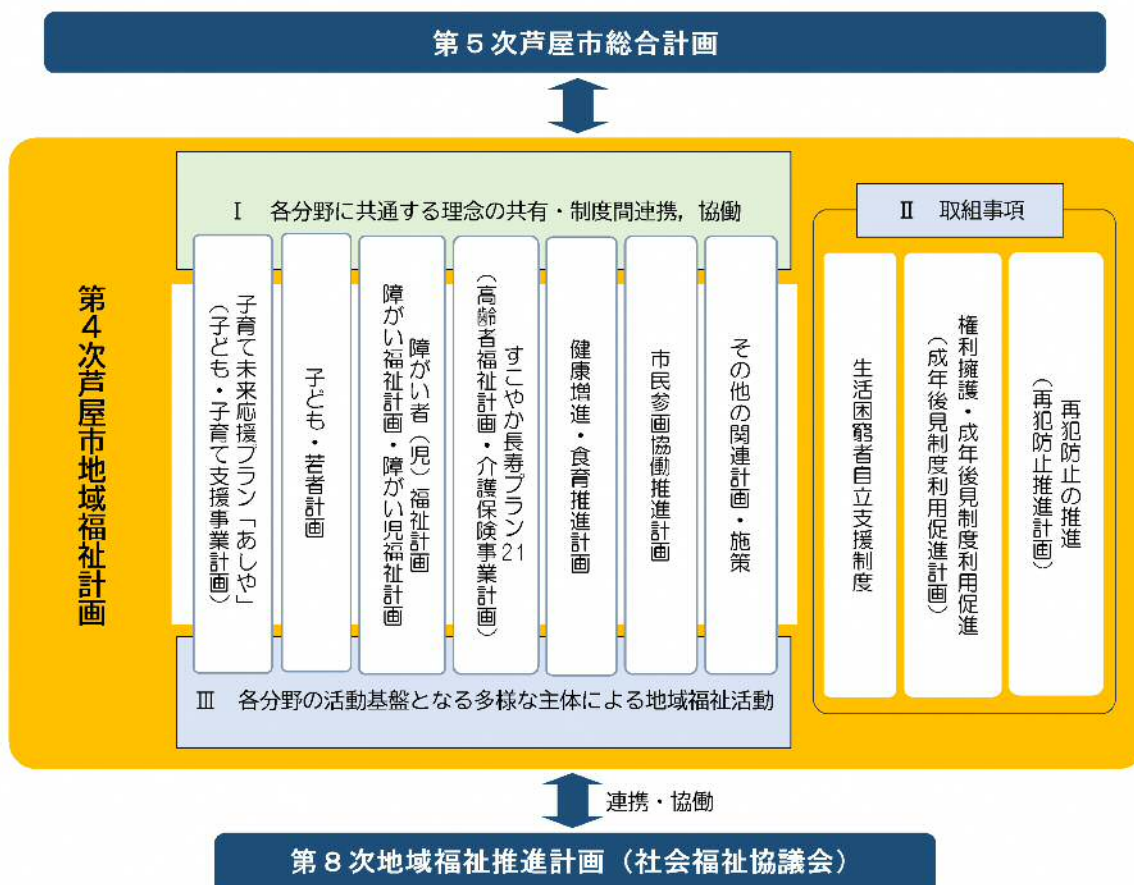 第5次芦屋市総合計画
第4次芦屋市地域福祉計画
Ⅰ 各分野に共通する理念の共有・制度間連携，協働
子育て未来応援プラン「あしや」
（子ども・子育て支援事業計画）
子ども・若者計画
障がい者（児）福祉計画
障がい福祉計画・障がい児福祉計画
すこやか長寿プラン21
（高齢者福祉計画・介護保険事業計画）
健康増進・食育推進計画
市民参画協働推進計画
その他の関連計画・施策
Ⅲ 各分野の活動基盤となる多様な主体による地域福祉活動
Ⅱ 取組事項
生活困窮者自立支援制度
権利擁護・成年後見制度利用促進
（成年後見制度利用促進計画）
再犯防止の推進
（再犯防止推進計画）
連携・協働
第8次地域福祉推進計画（社会福祉協議会）